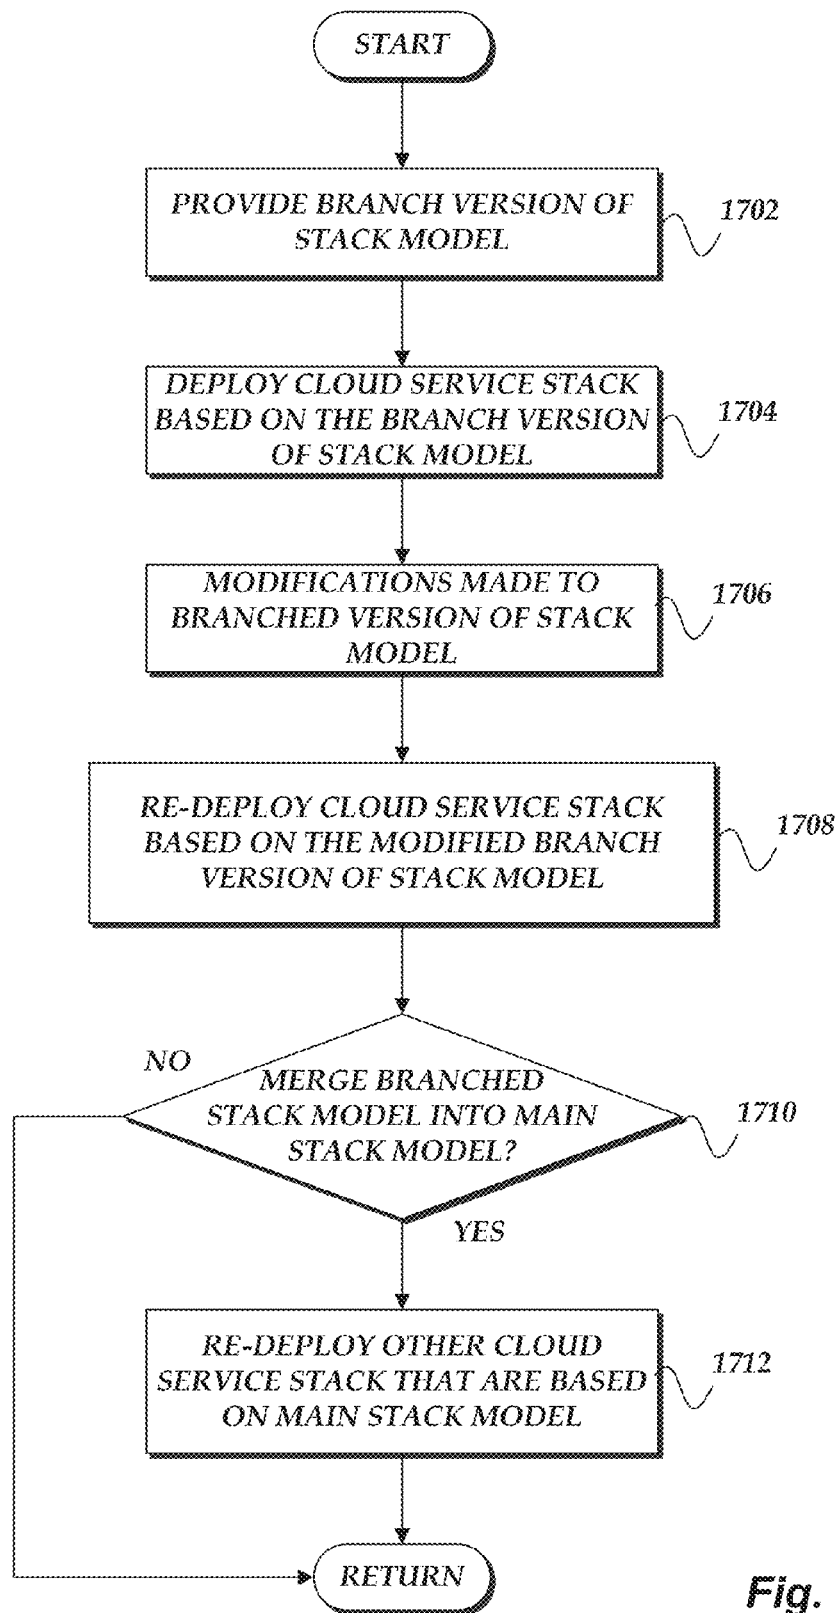 START
PROVIDE BRANCH VERSION OF
STACK MODEL
1702
DEPLOY CLOUD SERVICE STACK
BASED ON THE BRANCH VERSION
OF STACK MODEL
1704
MODIFICATIONS MADE TO
BRANCHED VERSION OF STACK
MODEL
1706
RE-DEPLOY CLOUD SERVICE STACK
BASED ON THE MODIFIED BRANCH
VERSION OF STACK MODEL
1708
NO
MERGE BRANCHED
STACK MODEL INTO MAIN
STACK MODEL?
1710
YES
RE-DEPLOY OTHER CLOUD
SERVICE STACK THAT ARE BASED
ON MAIN STACK MODEL
1712
RETURN
Fig.